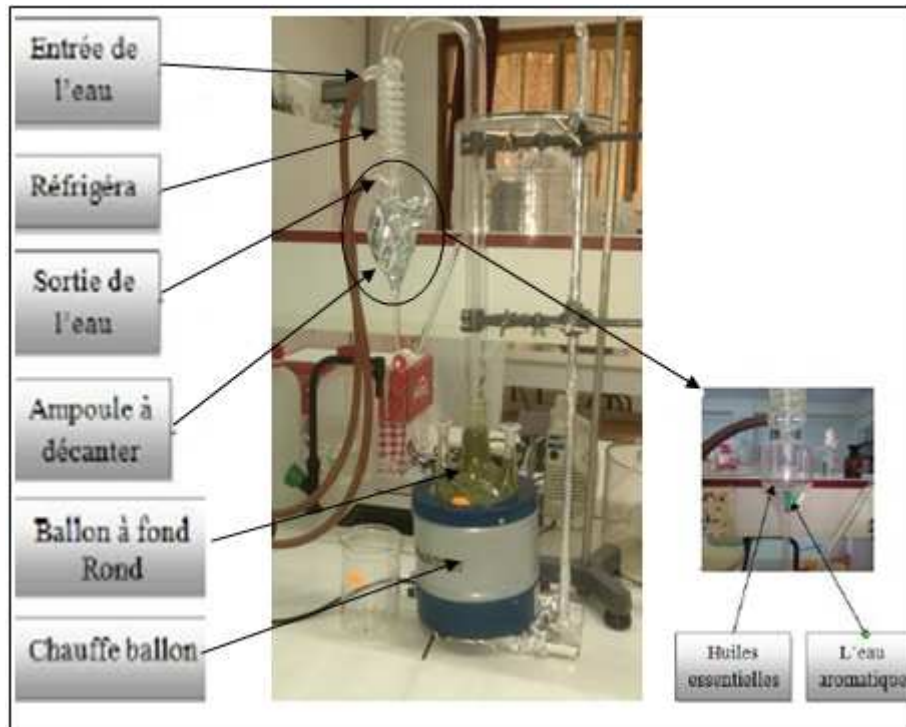 Entrée de
l'eau
Réfrigéra
Sortie de
l'eau
Ampoule à
décanter
Ballon à fond
Rond
Chauffe ballon
Huiles
essentielles
L'eau
aromatique